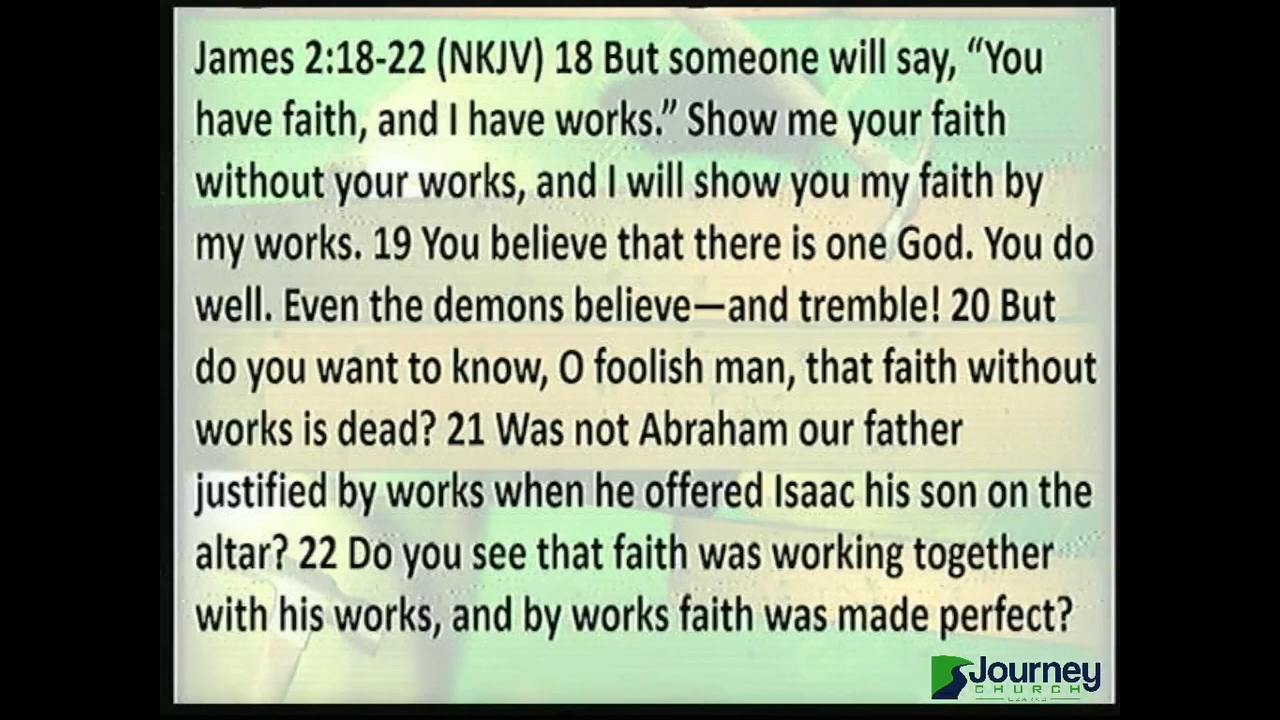 James 2:18-22 (NKJV) 18 But someone will say, “You
have faith, and I have works.” Show me your faith
without your works, and I will show you my faith by
my works. 19 You believe that there is one God. You do
well. Even the demons believe—and tremble! 20 But
do you want to know, O foolish man, that faith without
works is dead? 21 Was not Abraham our father
justified by works when he offered Isaac his son on the
altar? 22 Do you see that faith was working together
with his works, and by works faith was made perfect?
Journey
CHURCH